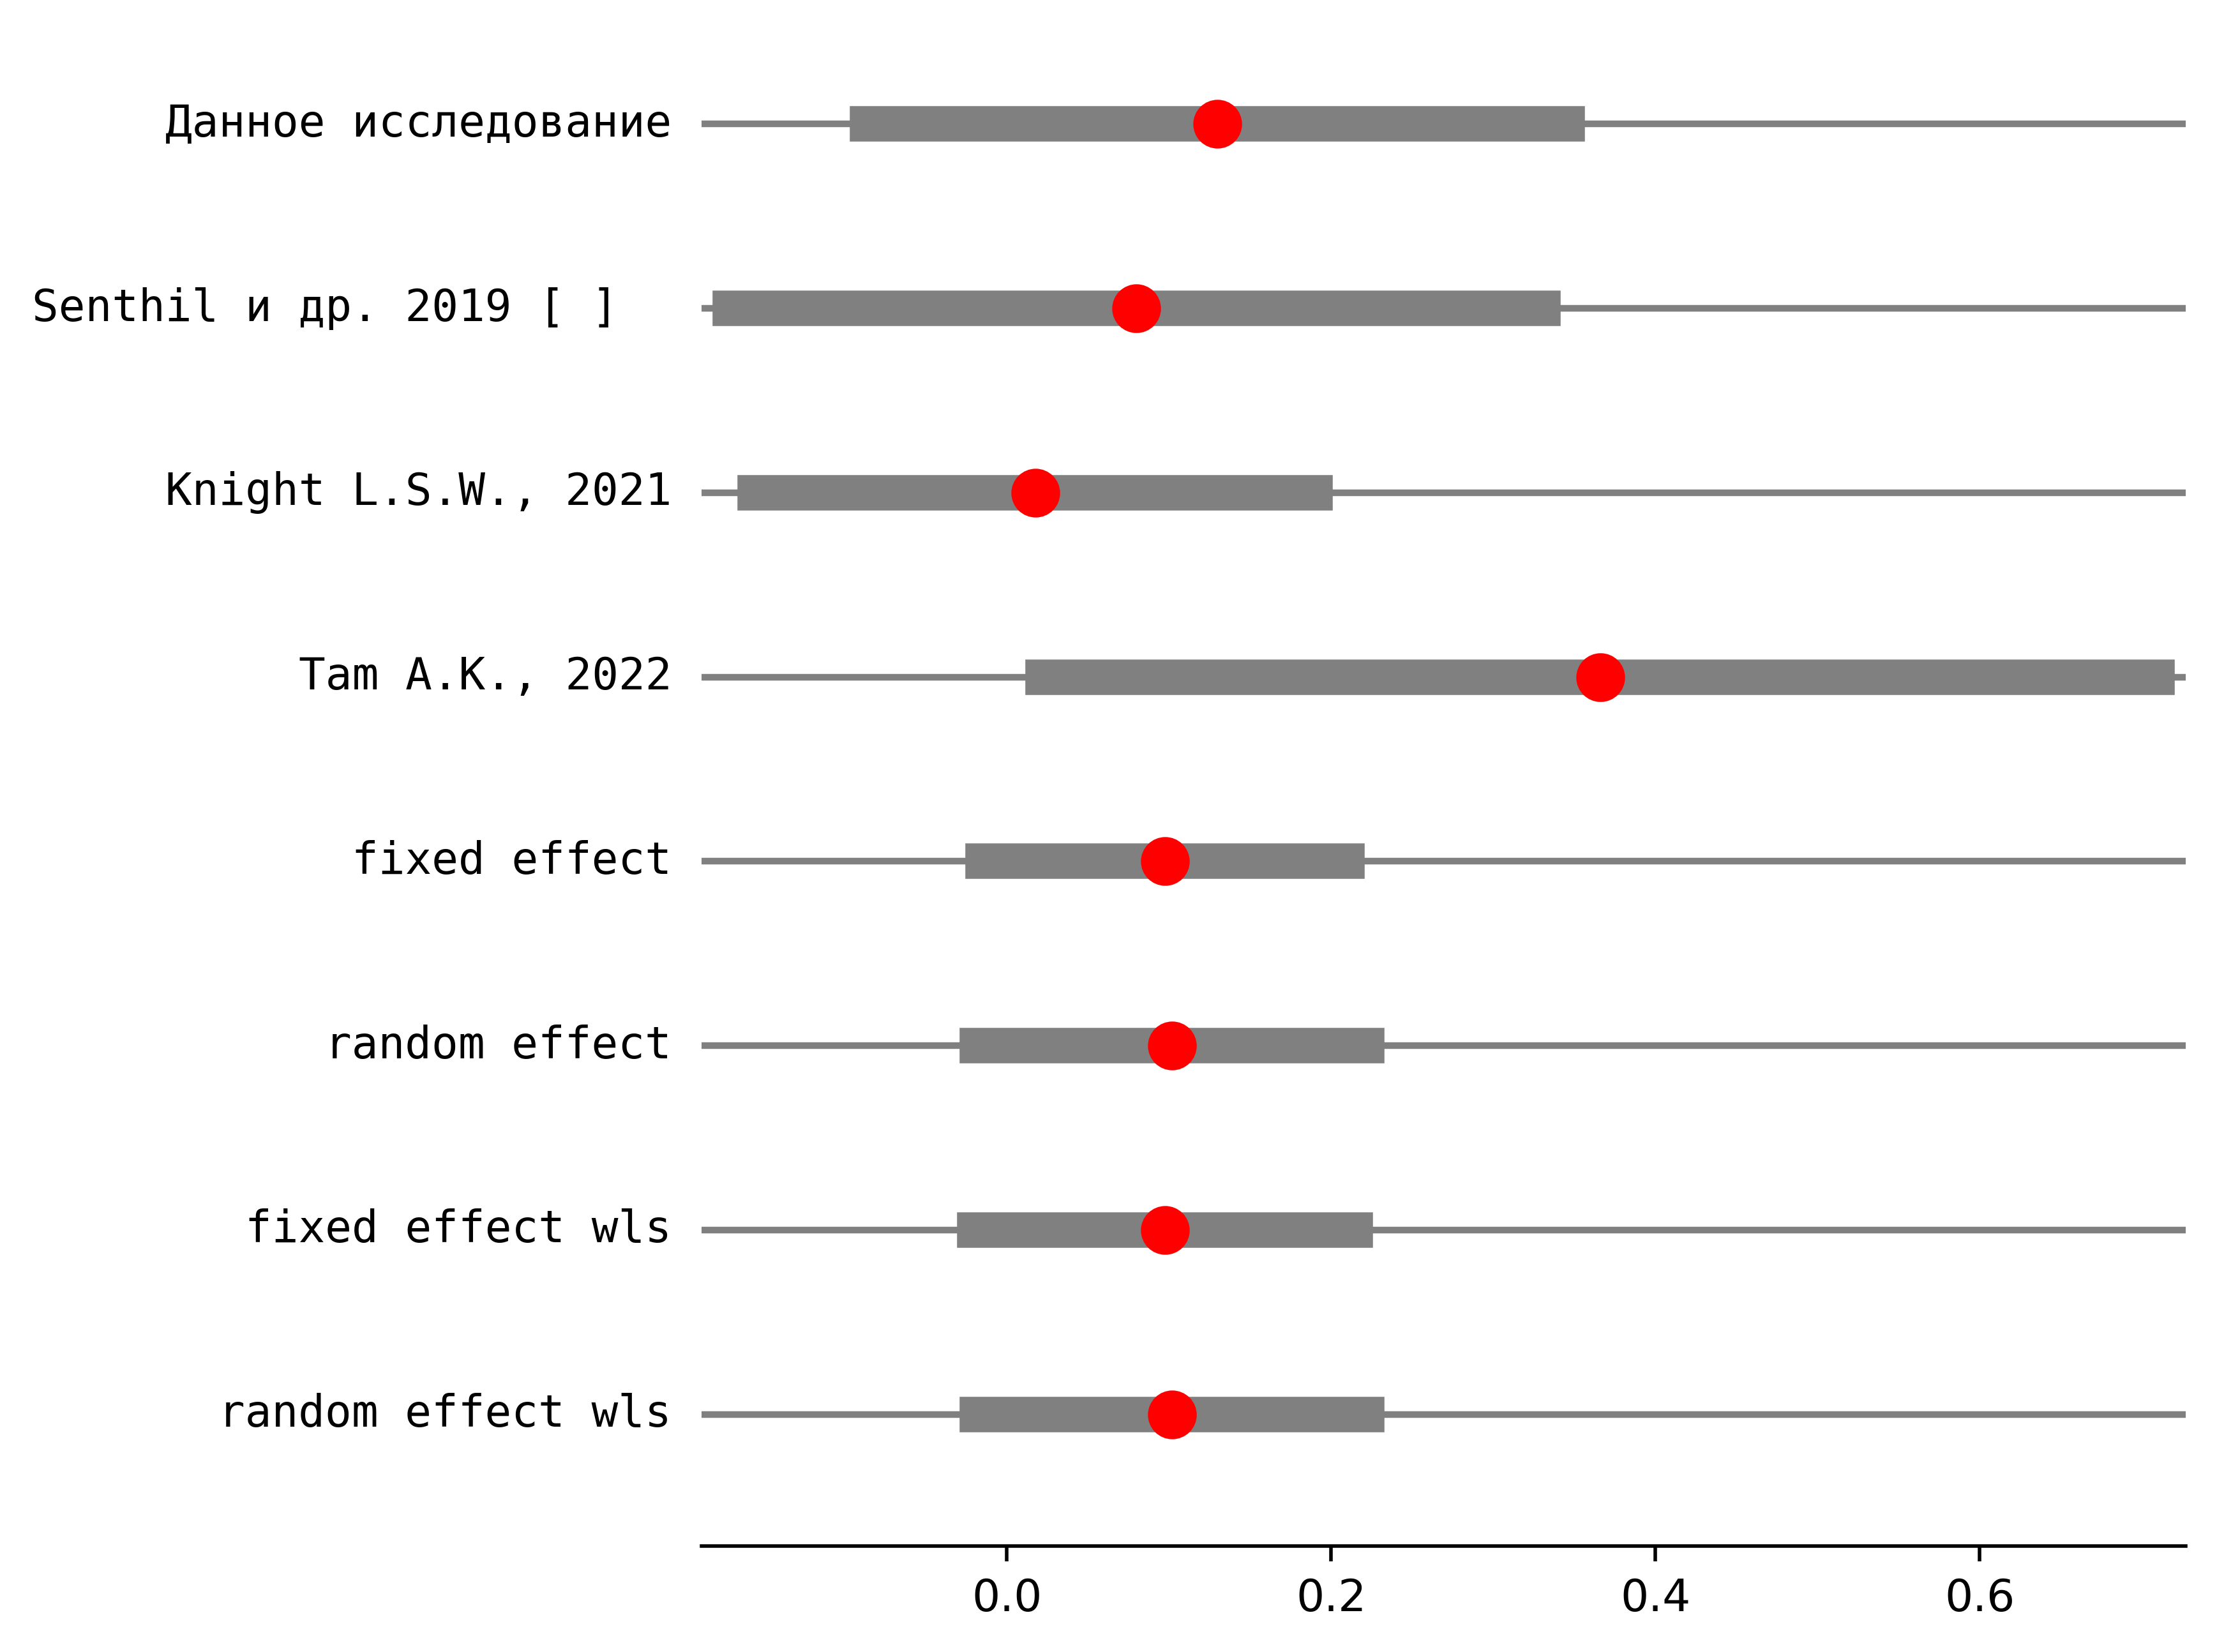 Данное исследование
Senthil и др. 2019 [ ]
Knight L.S.W., 2021
Tam A.K., 2022
fixed effect
random effect
fixed effect wls
random effect wls
0.0 0.2 0.4 0.6